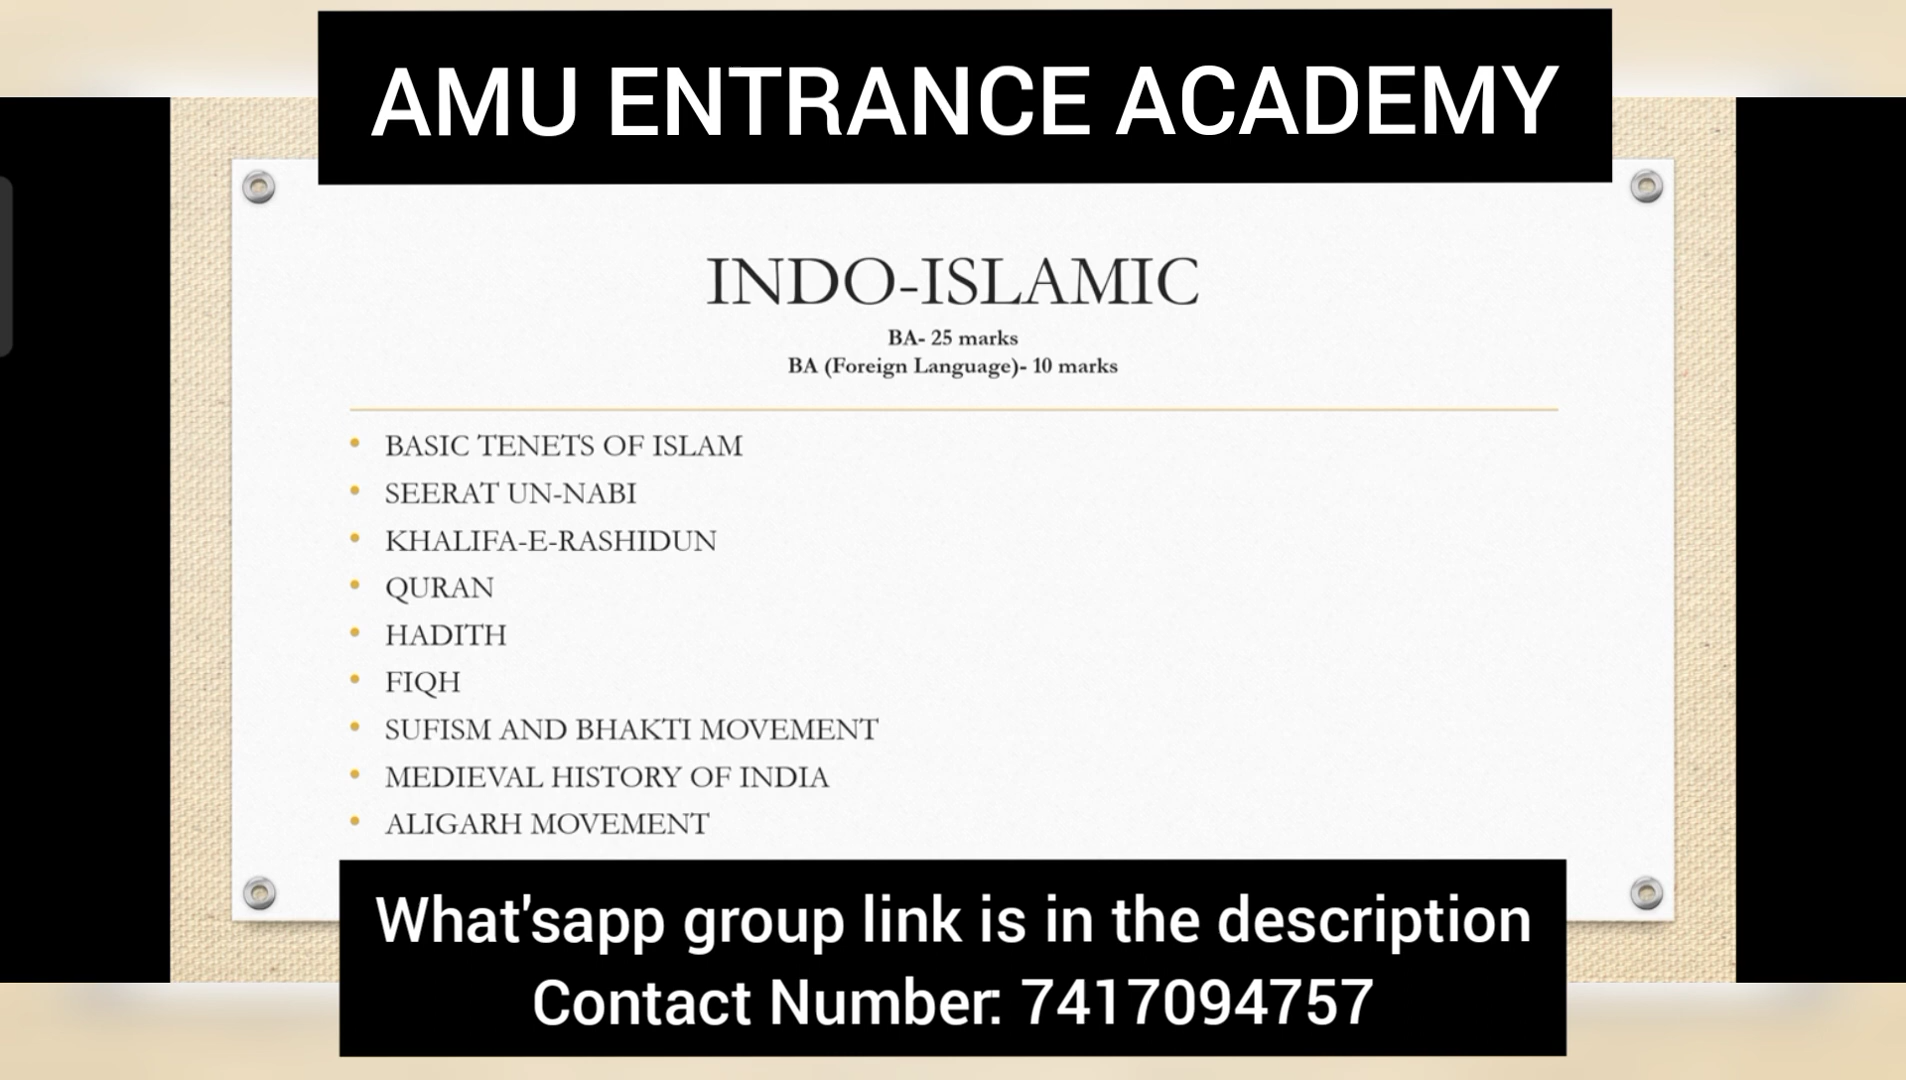 AMU ENTRANCE ACADEMY
INDO-ISLAMIC
BA- 25 marks
BA (Foreign Language)- 10 marks
• BASIC TENETS OF ISLAM
• SEERAT UN-NABI
• KHALIFA-E-RASHIDUN
• QURAN
• HADITH
• FIQH
• SUFISM AND BHAKTI MOVEMENT
• MEDIEVAL HISTORY OF INDIA
• ALIGARH MOVEMENT
What'sapp group link is in the description
Contact Number: 7417094757